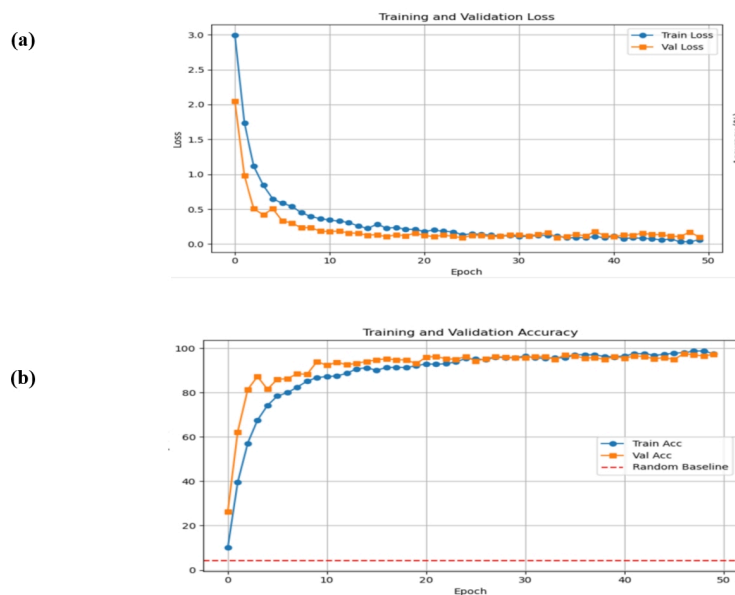 (a)
Training and Validation Loss
Loss
3.0
2.5
2.0
1.5
1.0
0.5
0.0
Train Loss
Val Loss
0 10 20 30 40 50
Epoch
(b)
Training and Validation Accuracy
100
80
60
40
20
0
Train Acc
Val Acc
Random Baseline
0 10 20 30 40 50
Epoch